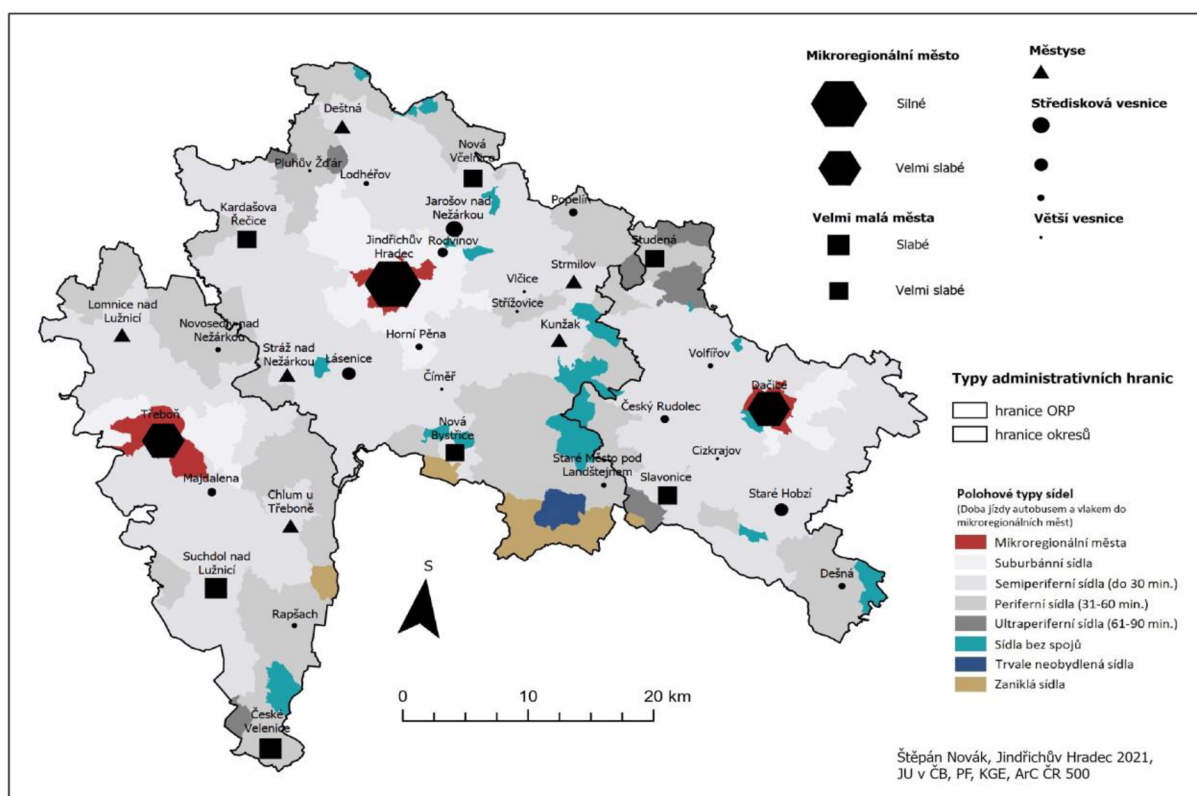 Mikroregionální město
Silné
Velmi slabé
Velmi malá města
Slabé
Velmi slabé
Městyse
Středisková vesnice
Větší vesnice
Deštná
Pluhův Žďár
Lodhéřov
Nová
Včelnice
Kardašova
Řečice
Jarošov nad
Nežárkou
Rodvínov
Jindřichův
Hradec
Popelín
Studená
Strmilov
Vlčice
Střížovice
Kunžak
Lomnice nad
Lužnicí
Novosedly nad
Nežárkou
Stráž nad
Nežárkou
Lásenice
Horní Pěna
Číměř
Volfířov
Dačice
Český Rudolec
Cizkrajov
Třeboň
Majdalena
Nová
Bystřice
Staré Město pod
Landštejnem
Slavonice
Staré Hobzí
Chlum u
Třeboně
Suchdol nad
Lužnicí
Rapšach
Dešná
České
Velenice
S
0 10 20 km
Typy administrativních hranic
hranice ORP
hranice okresů
Polohové typy sídel
(Doba jízdy autobusem a vlakem do
mikroregionálních měst)
Mikroregionální města
Suburbánní sídla
Semiperiferní sídla (do 30 min.)
Periferní sídla (31-60 min.)
Ultraperiferní sídla (61-90 min.)
Sídla bez spojů
Trvale neobydlená sídla
Zaniklá sídla
Štěpán Novák, Jindřichův Hradec 2021,
JU v ČB, PF, KGE, ArC ČR 500